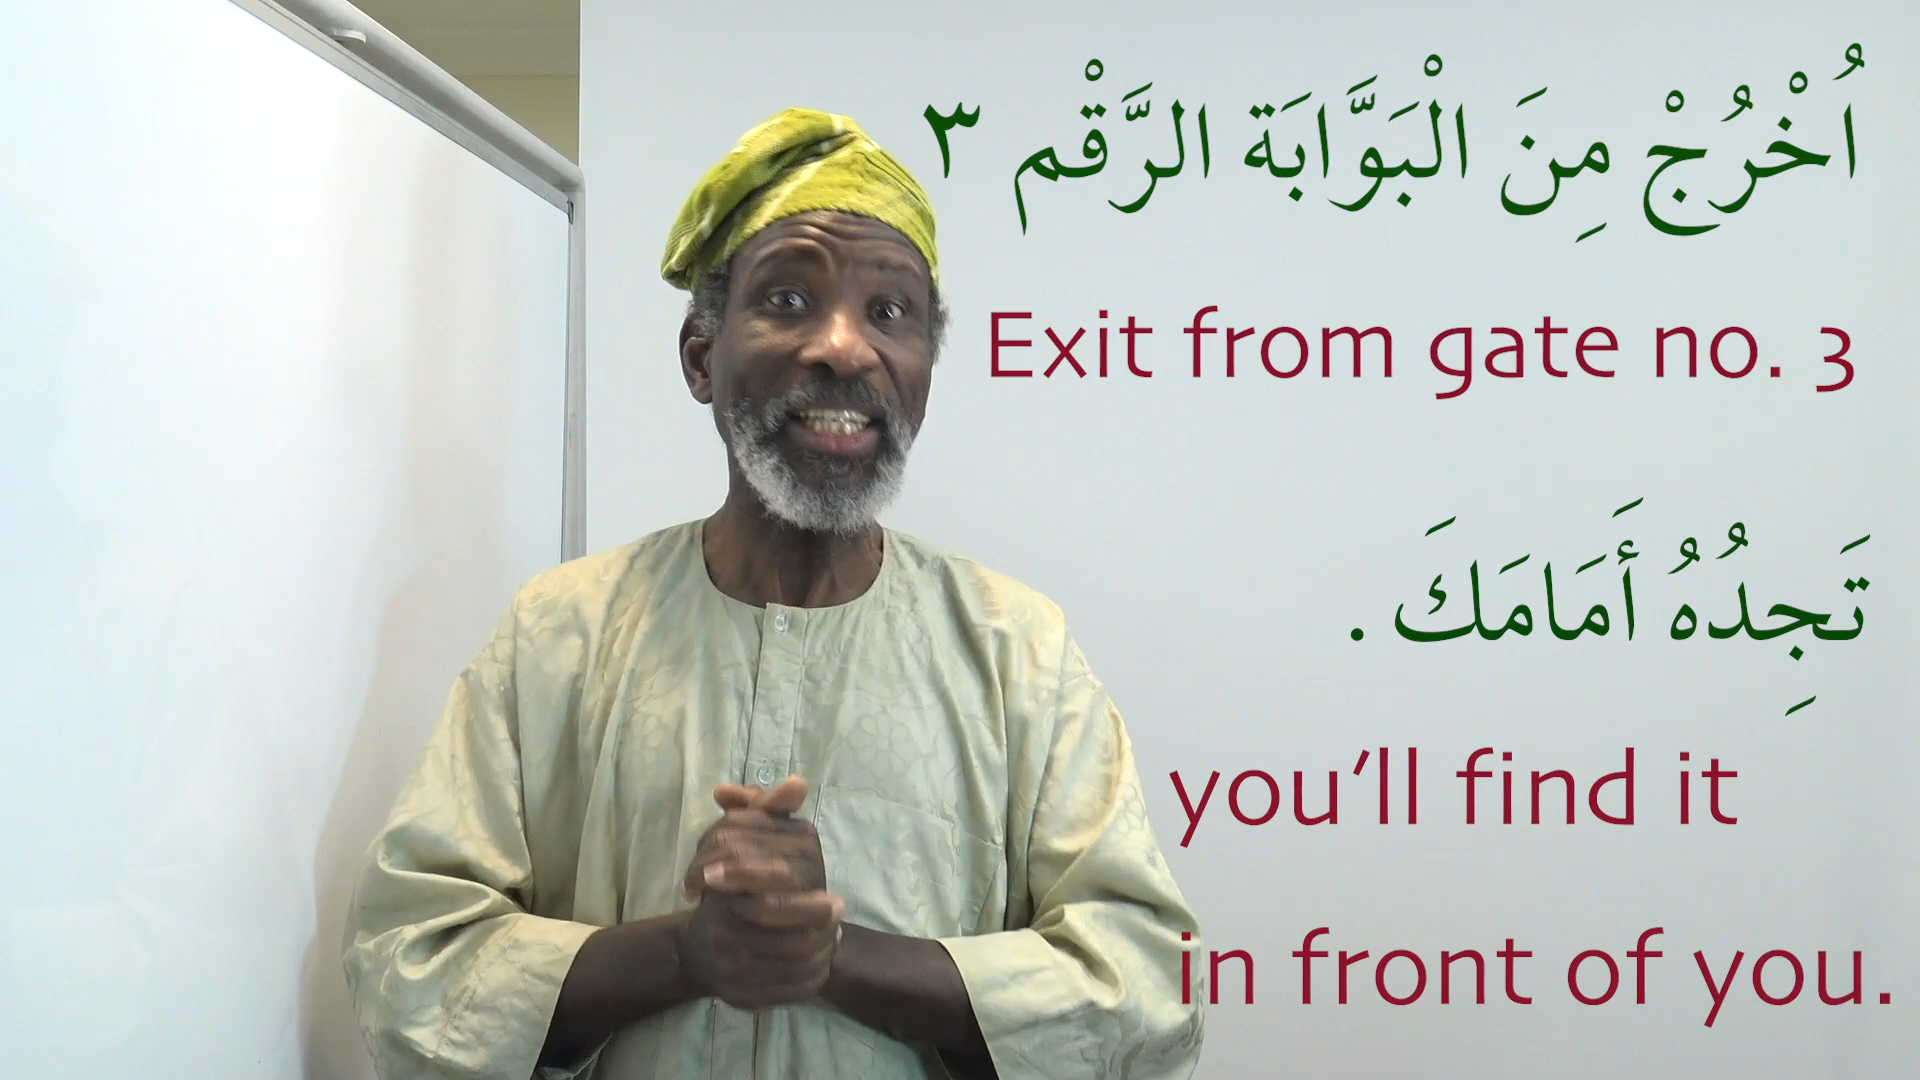 اُخْرُجْ مِنَ الْبَوَّابَة الرَّقْم ٣
Exit from gate no. 3
تَجِدُهُ أَمَامَكَ .
you'll find it
in front of you.